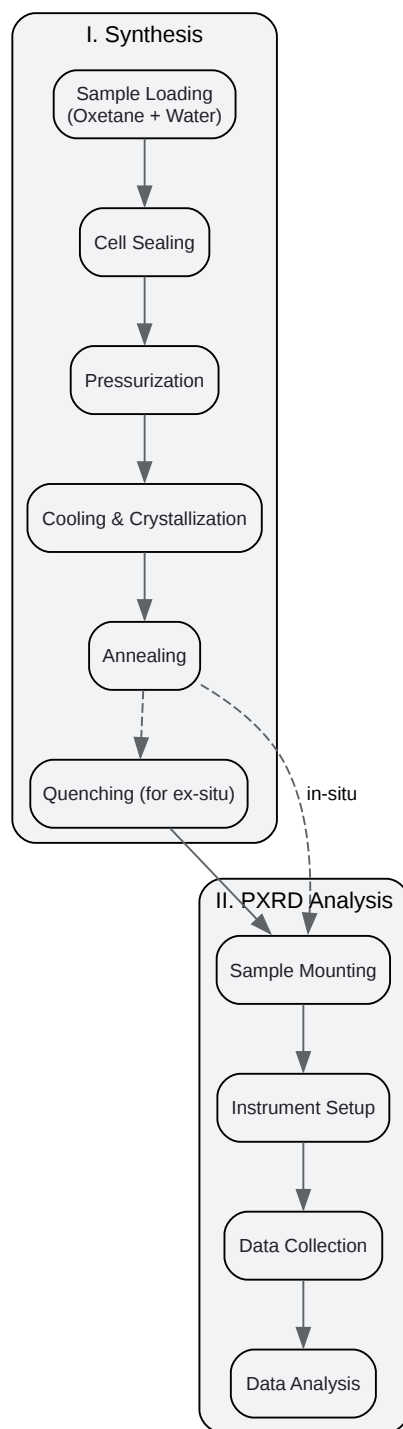 I. Synthesis
Sample Loading
(Oxetane + Water)
Cell Sealing
Pressurization
Cooling & Crystallization
Annealing
Quenching (for ex-situ)
in-situ
II. PXRD Analysis
Sample Mounting
Instrument Setup
Data Collection
Data Analysis